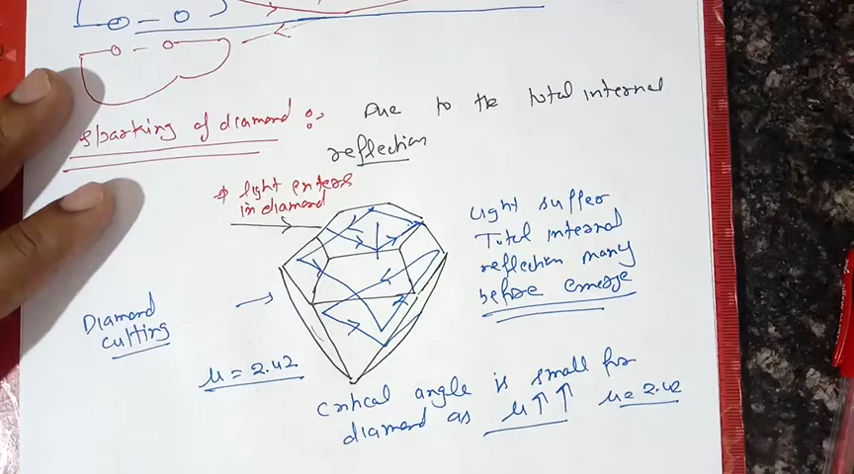 sparking of diamond :- Due to the total internal
reflection
* light enters
in diamond
Light suffer
Total internal
reflection many
before emerge
Diamond
cutting
μ = 2.42
Critical angle is small for
diamond as μ↑ ↑ μ = 2.42